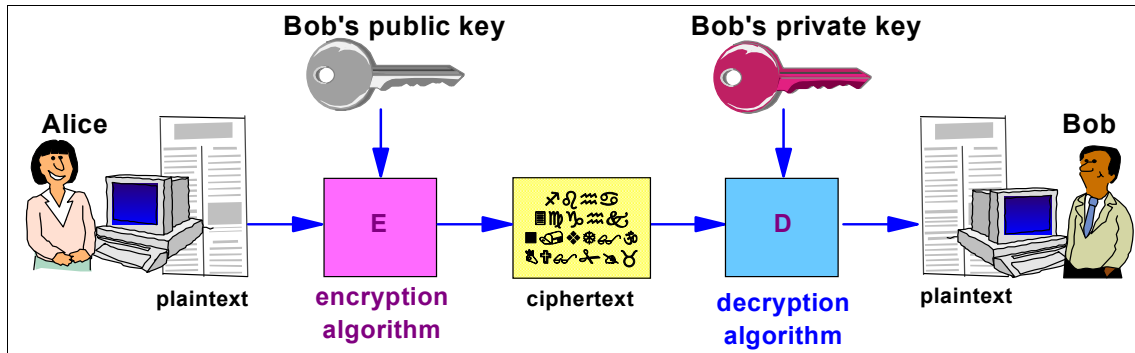 Bob's public key
Bob's private key
Alice
Bob
E
D
plaintext
encryption
algorithm
ciphertext
decryption
algorithm
plaintext